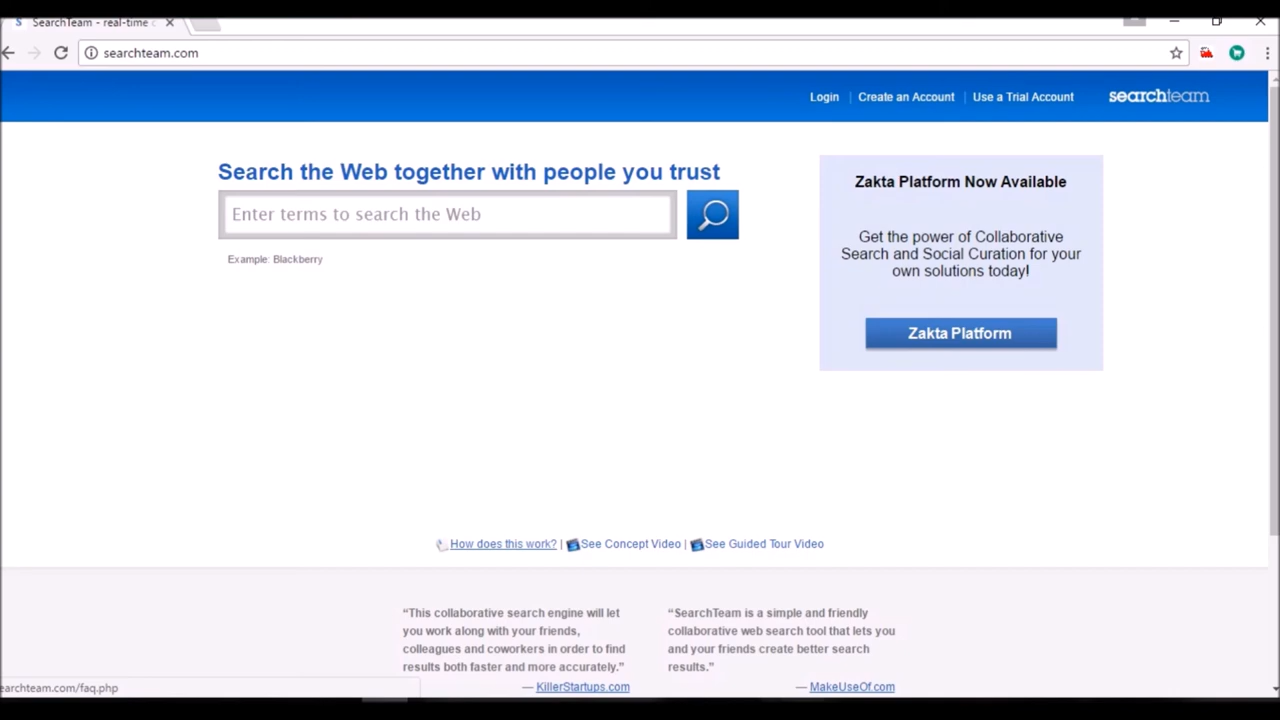 SearchTeam - real-time
searchteam.com
Login | Create an Account | Use a Trial Account
searchteam
Search the Web together with people you trust
Enter terms to search the Web
Example: Blackberry
Zakta Platform Now Available
Get the power of Collaborative
Search and Social Curation for your
own solutions today!
Zakta Platform
How does this work? | See Concept Video | See Guided Tour Video
“This collaborative search engine will let
you work along with your friends,
colleagues and coworkers in order to find
results both faster and more accurately.”
— KillerStartups.com
“SearchTeam is a simple and friendly
collaborative web search tool that lets you
and your friends create better search
results.”
— MakeUseOf.com
earchteam.com/faq.php